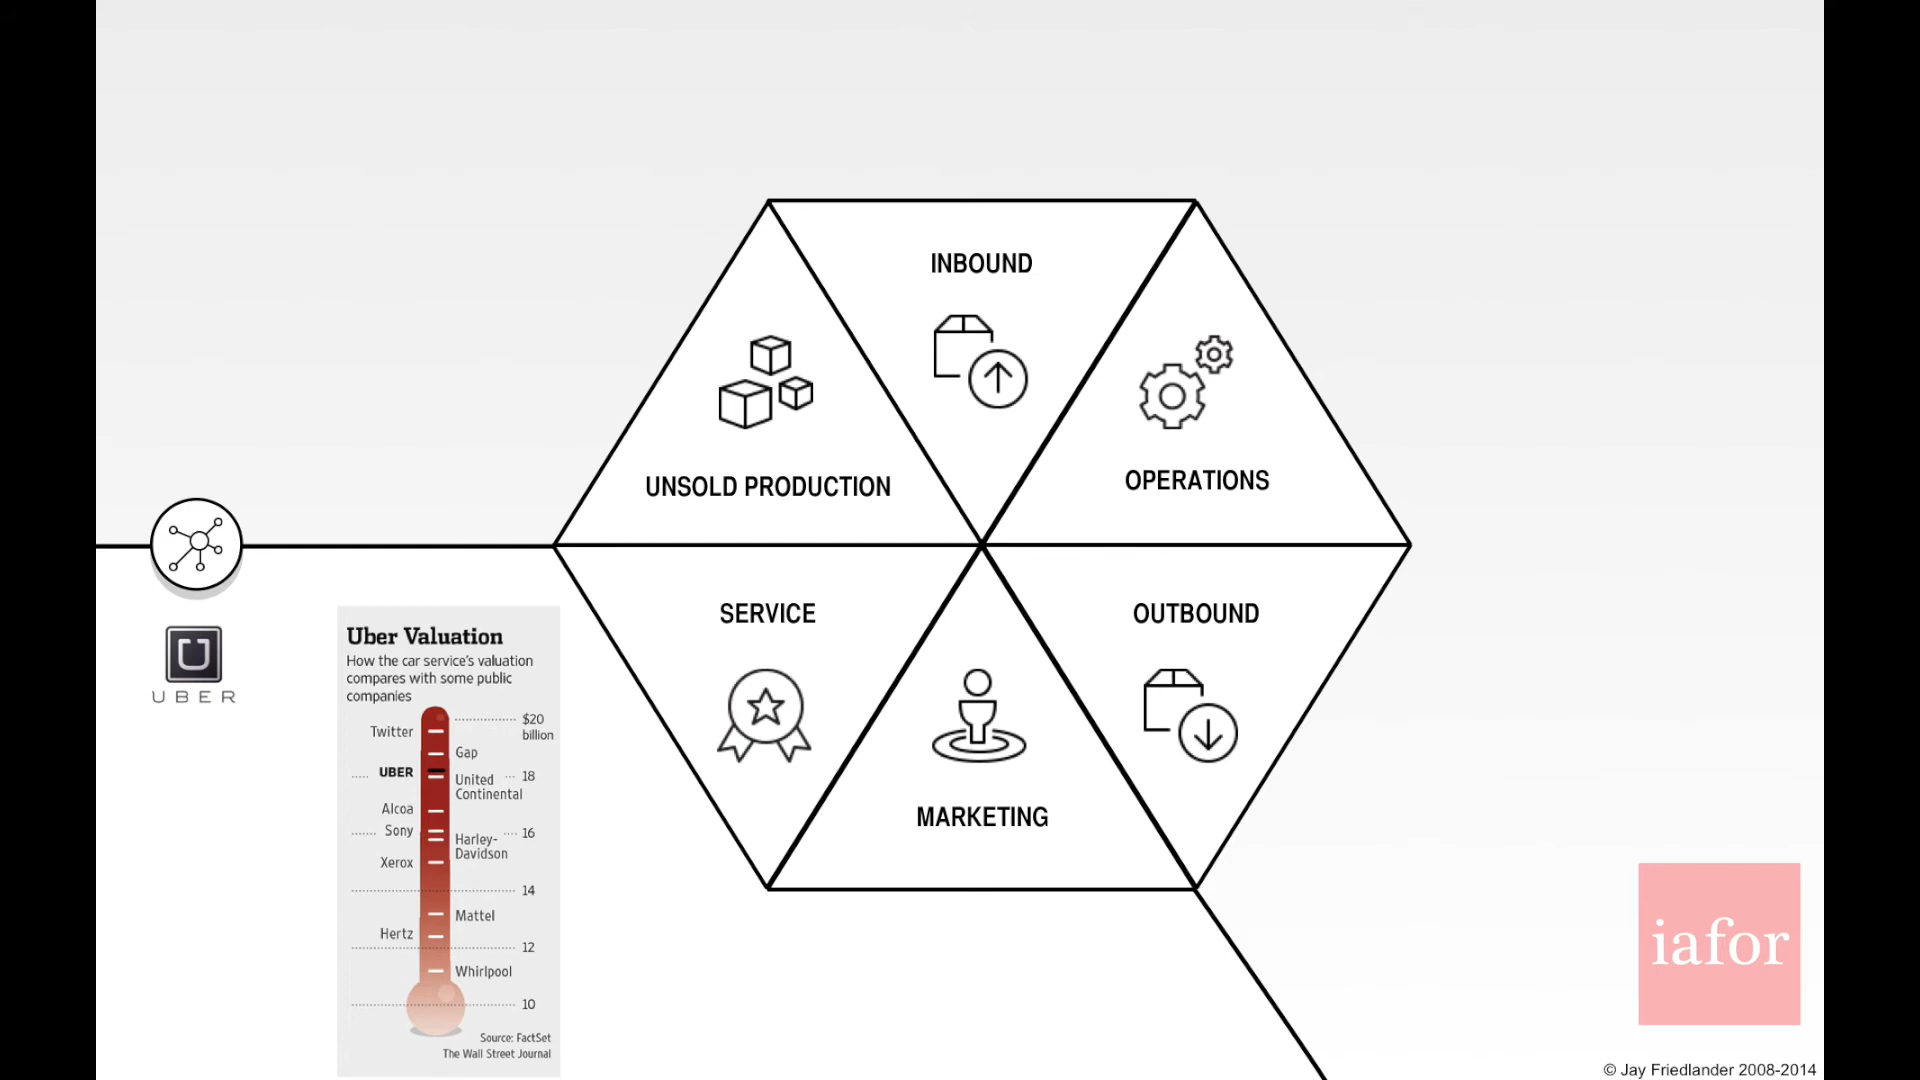 INBOUND
UNSOLD PRODUCTION
OPERATIONS
SERVICE
OUTBOUND
MARKETING
U
UBER
Uber Valuation
How the car service's valuation
compares with some public
companies
$20
billion
Twitter
Gap
UBER
United
Continental
18
Alcoa
Sony
Harley-
Davidson
16
Xerox
14
Mattel
Hertz
12
Whirlpool
10
Source: FactSet
The Wall Street Journal
iafor
© Jay Friedlander 2008-2014